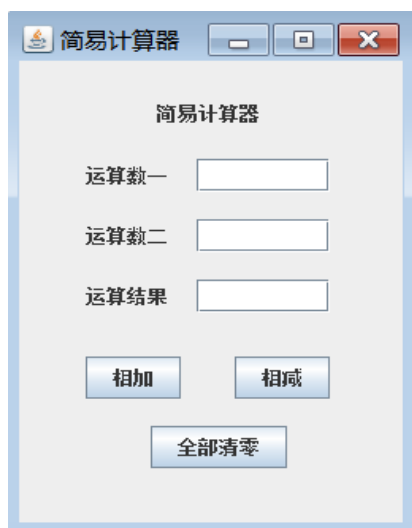 简易计算器
简易计算器
运算数一
运算数二
运算结果
相加 相减
全部清零